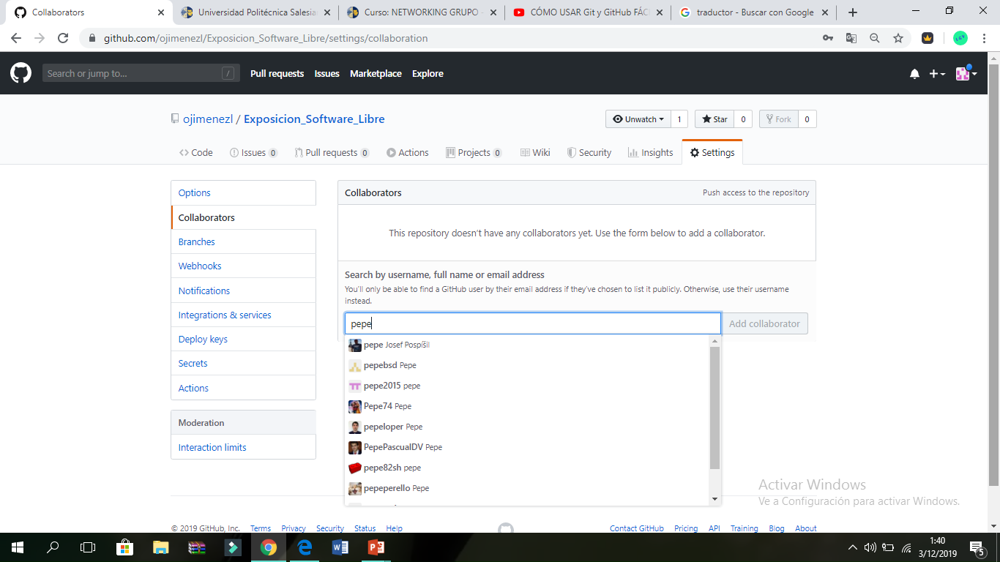 Collaborators
Universidad Politécnica Salesia
Curso: NETWORKING GRUPO
CÓMO USAR Git y GitHub FÁC
traductor - Buscar con Google
github.com/ojimenezl/Exposicion_Software_Libre/settings/collaboration
Search or jump to...
/
Pull requests
Issues
Marketplace
Explore
ojimenezl / Exposicion_Software_Libre
Unwatch 1
Star 0
Fork 0
Code
Issues 0
Pull requests 0
Actions
Projects 0
Wiki
Security
Insights
Settings
Options
Collaborators
Branches
Webhooks
Notifications
Integrations & services
Deploy keys
Secrets
Actions
Moderation
Interaction limits
Collaborators
Push access to the repository
This repository doesn't have any collaborators yet. Use the form below to add a collaborator.
Search by username, full name or email address
You'll only be able to find a GitHub user by their email address if they've chosen to list it publicly. Otherwise, use their username
instead.
pepe
Add collaborator
pepe Josef Pospíšil
pepebsd Pepe
pepe2015 pepe
Pepe74 Pepe
pepeloper Pepe
PepePascualDV Pepe
pepe82sh pepe
pepeperello Pepe
Activar Windows
Ve a Configuración para activar Windows.
© 2019 GitHub, Inc.
Terms
Privacy
Security
Status
Help
Contact GitHub
Pricing
API
Training
Blog
About
1:40
3/12/2019
5